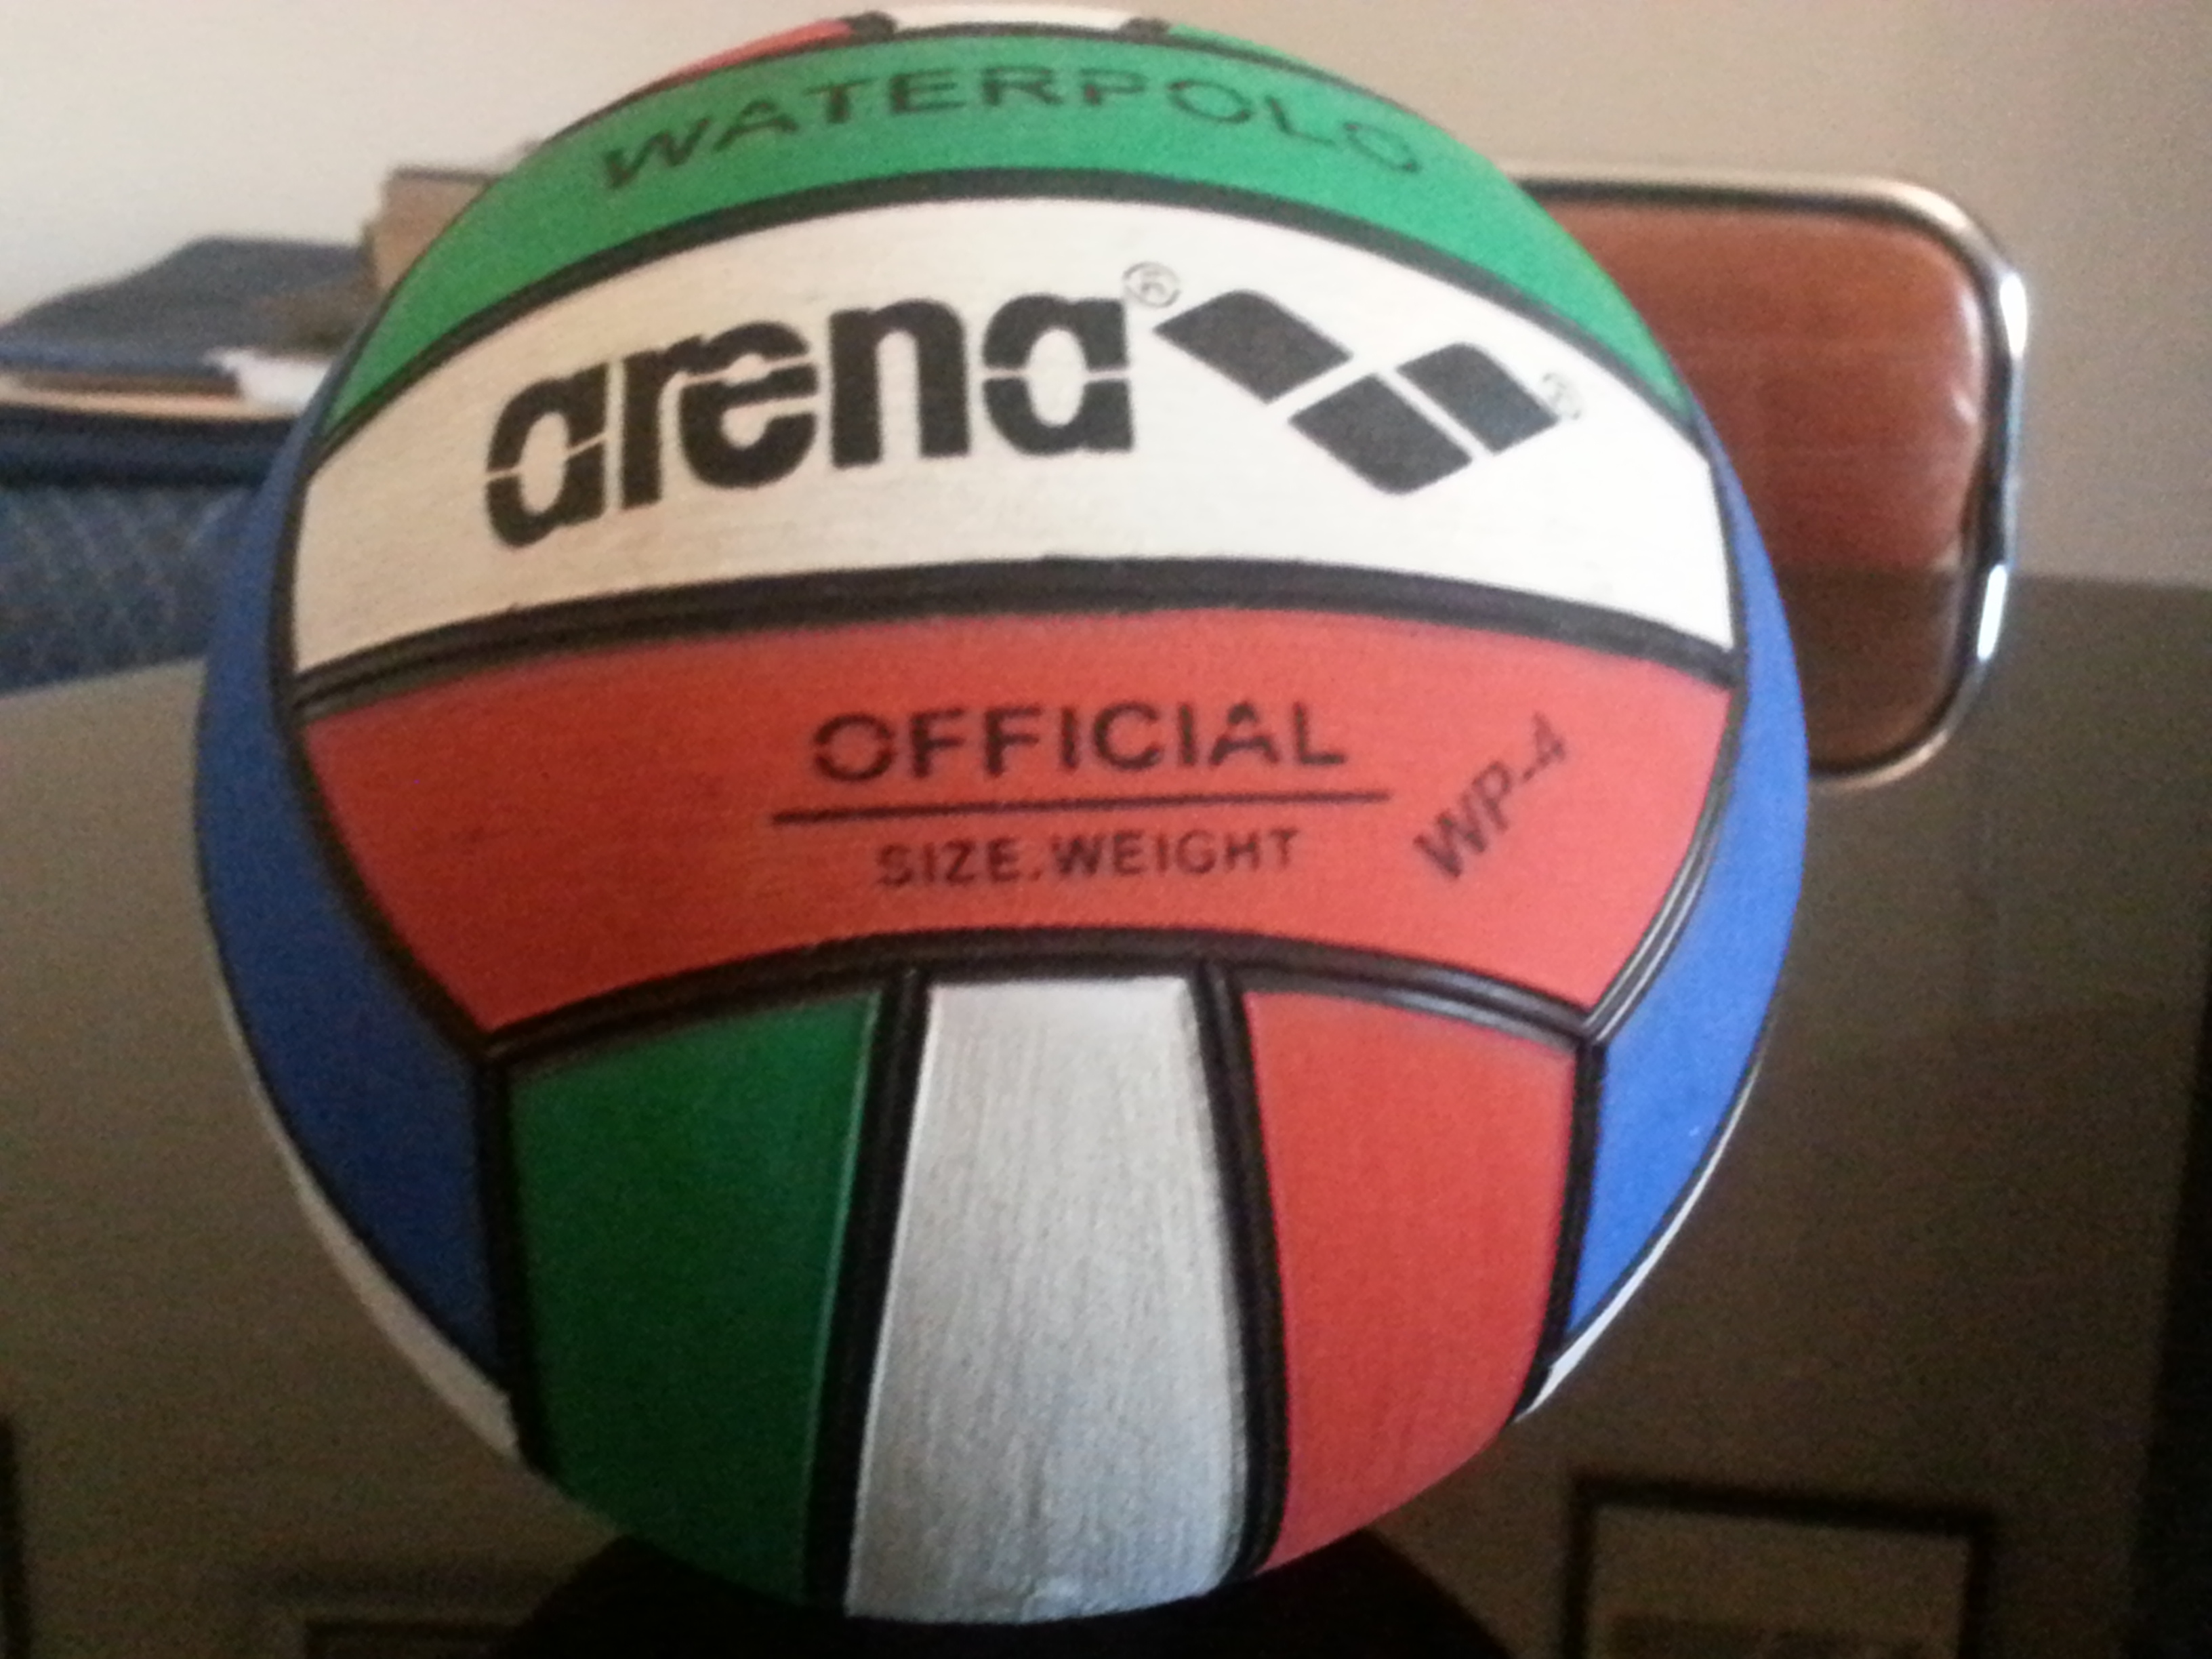 WATERPOLO
arena®
®
OFFICIAL
SIZE.WEIGHT
WP-4